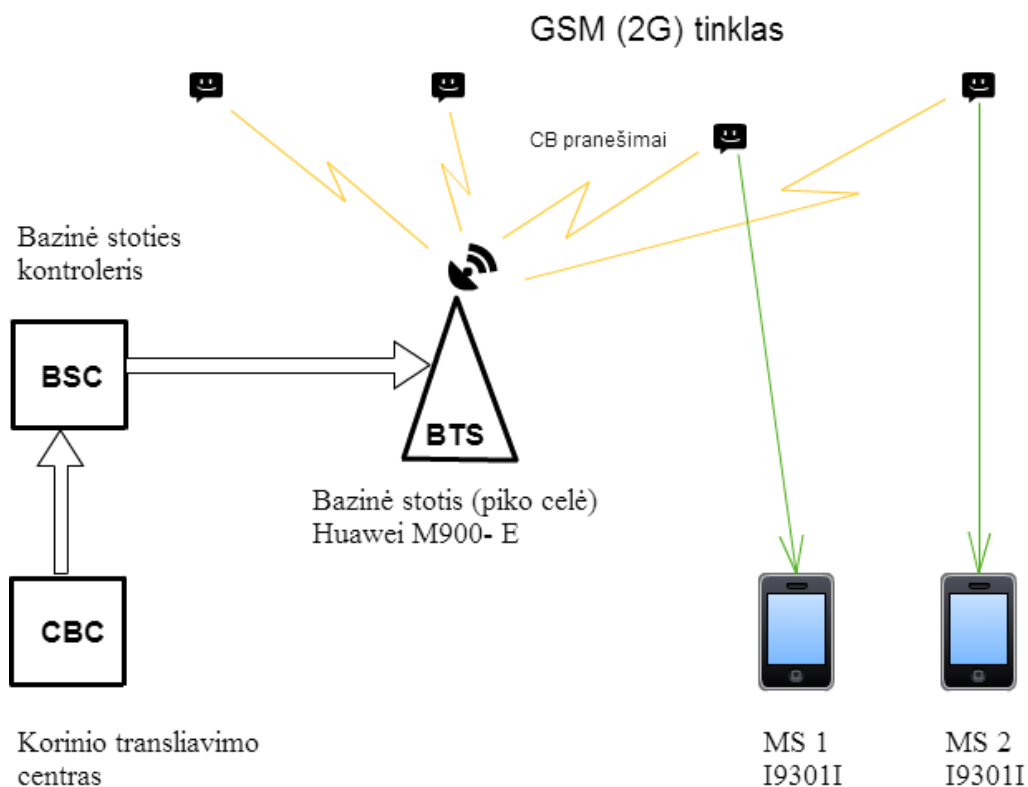 GSM (2G) tinklas
CB pranešimai
Bazinė stoties
kontroleris
BSC
BTS
Bazinė stotis (piko celė)
Huawei M900- E
CBC
Korinio transliavimo
centras
MS 1
I9301I
MS 2
I9301I